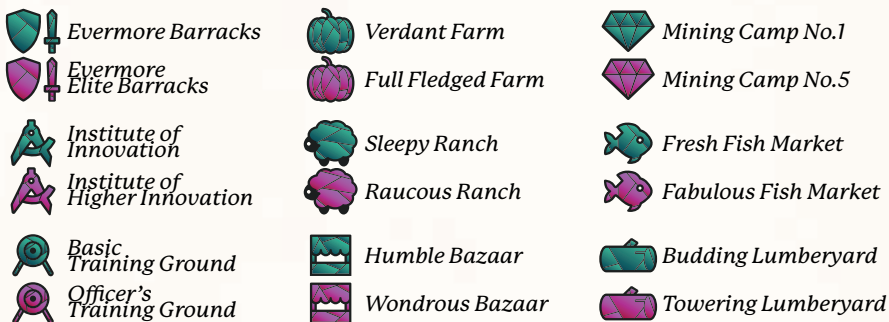 Evermore Barracks
Verdant Farm
Mining Camp No.1
Evermore
Elite Barracks
Full Fledged Farm
Mining Camp No.5
Institute of
Innovation
Sleepy Ranch
Fresh Fish Market
Institute of
Higher Innovation
Raucous Ranch
Fabulous Fish Market
Basic
Training Ground
Humble Bazaar
Budding Lumberyard
Officer's
Training Ground
Wondrous Bazaar
Towering Lumberyard